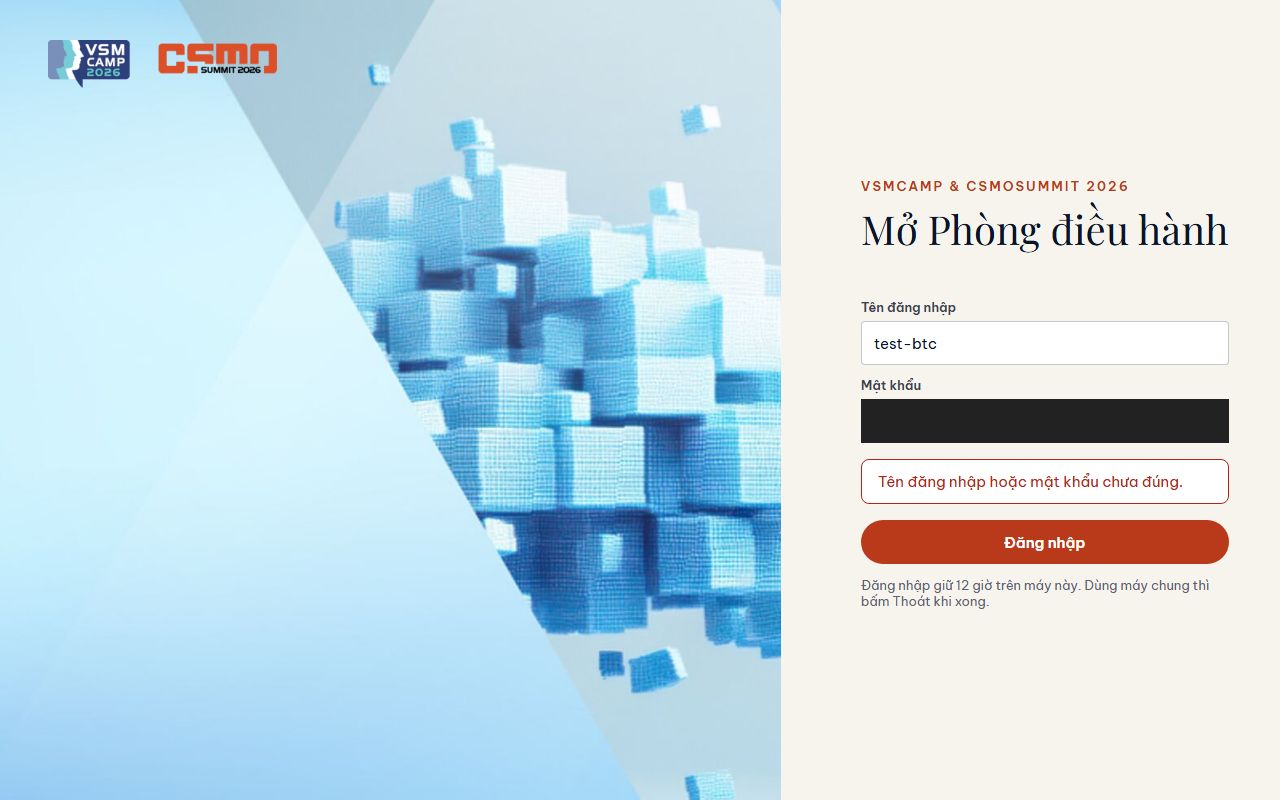 VSM
CAMP
2026
CSMO
SUMMIT 2026
VSMCAMP & CSMOSUMMIT 2026
Mở Phòng điều hành
Tên đăng nhập
test-btc
Mật khẩu
Tên đăng nhập hoặc mật khẩu chưa đúng.
Đăng nhập
Đăng nhập giữ 12 giờ trên máy này. Dùng máy chung thì
bấm Thoát khi xong.